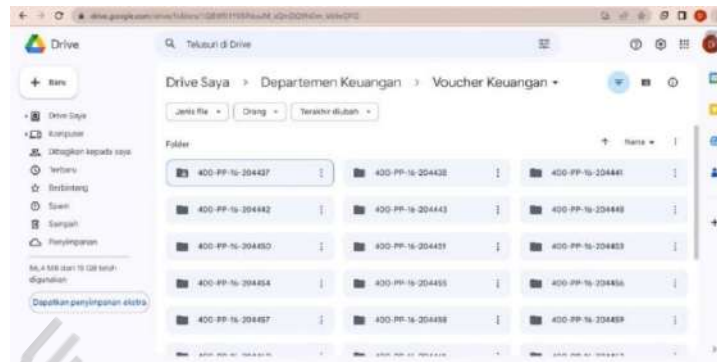 Drive
Telusuri di Drive
Baru
Drive Saya > Departemen Keuangan > Voucher Keuangan
Jenis file
Orang
Terakhir diubah
Drive Saya
Komputer
Dibagikan kepada saya
Terbaru
Berbintang
Spam
Sampah
Penyimpanan
Folder
Nama
400-PP-16-204437
400-PP-16-204438
400-PP-16-204441
400-PP-16-204442
400-PP-16-204443
400-PP-16-204448
400-PP-16-204450
400-PP-16-204451
400-PP-16-204453
400-PP-16-204454
400-PP-16-204455
400-PP-16-204456
400-PP-16-204457
400-PP-16-204458
400-PP-16-204459
digunakan
Dapatkan penyimpanan ekstra